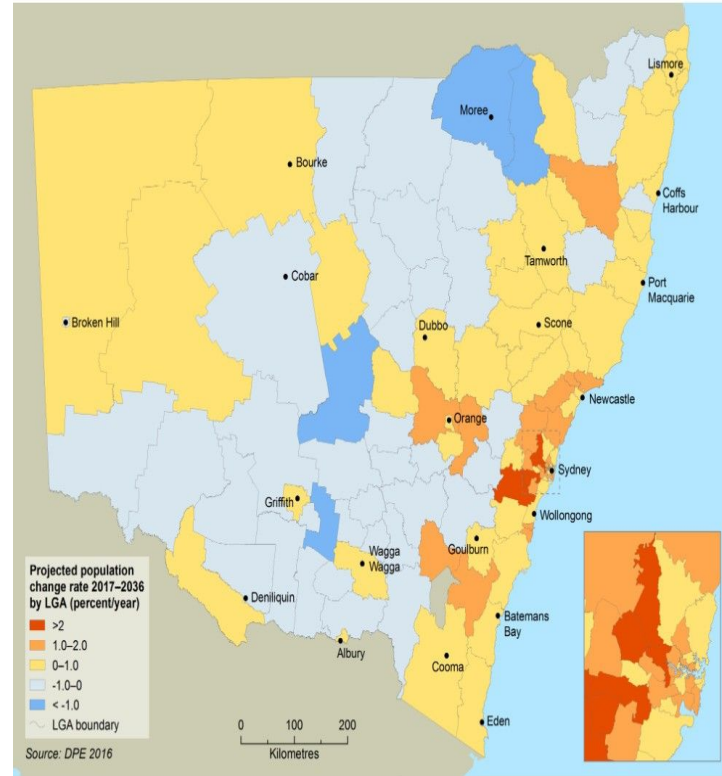 Lismore
Moree
Bourke
Coffs
Harbour
Tamworth
Cobar
Port
Macquarie
Broken Hill
Dubbo
Scone
Newcastle
Orange
Sydney
Griffith
Wollongong
Wagga
Wagga
Goulburn
Deniliquin
Batemans
Bay
Albury
Cooma
Eden
Projected population
change rate 2017–2036
by LGA (percent/year)
>2
1.0–2.0
0–1.0
-1.0–0
< -1.0
LGA boundary
Source: DPE 2016
0 100 200
Kilometres